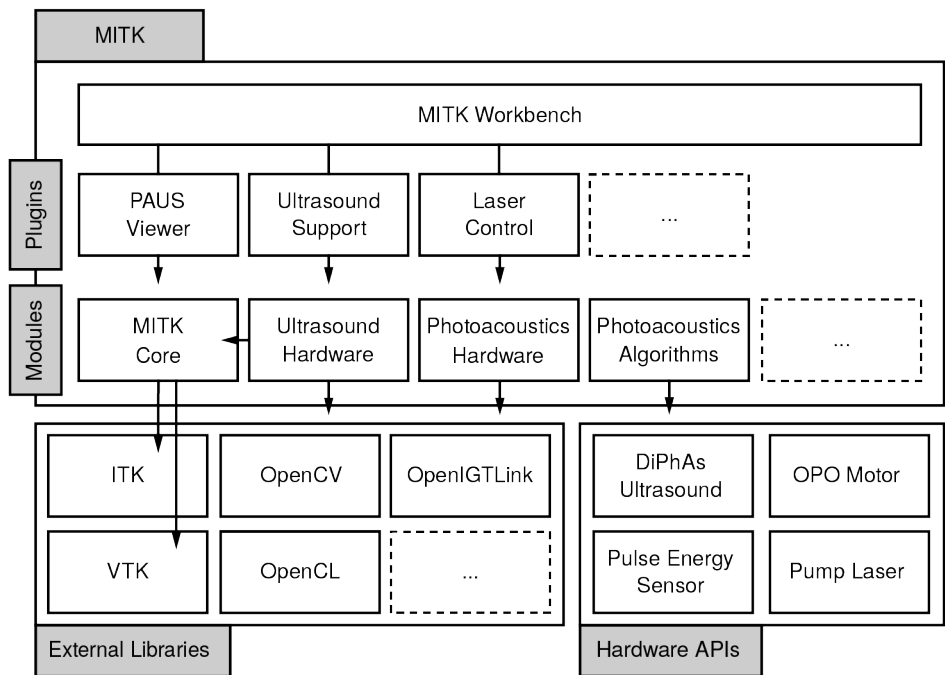 MITK
MITK Workbench
Plugins
PAUS
Viewer
Ultrasound
Support
Laser
Control
...
Modules
MITK
Core
Ultrasound
Hardware
Photoacoustics
Hardware
Photoacoustics
Algorithms
...
ITK
OpenCV
OpenIGTLink
VTK
OpenCL
...
External Libraries
DiPhAs
Ultrasound
OPO Motor
Pulse Energy
Sensor
Pump Laser
Hardware APIs